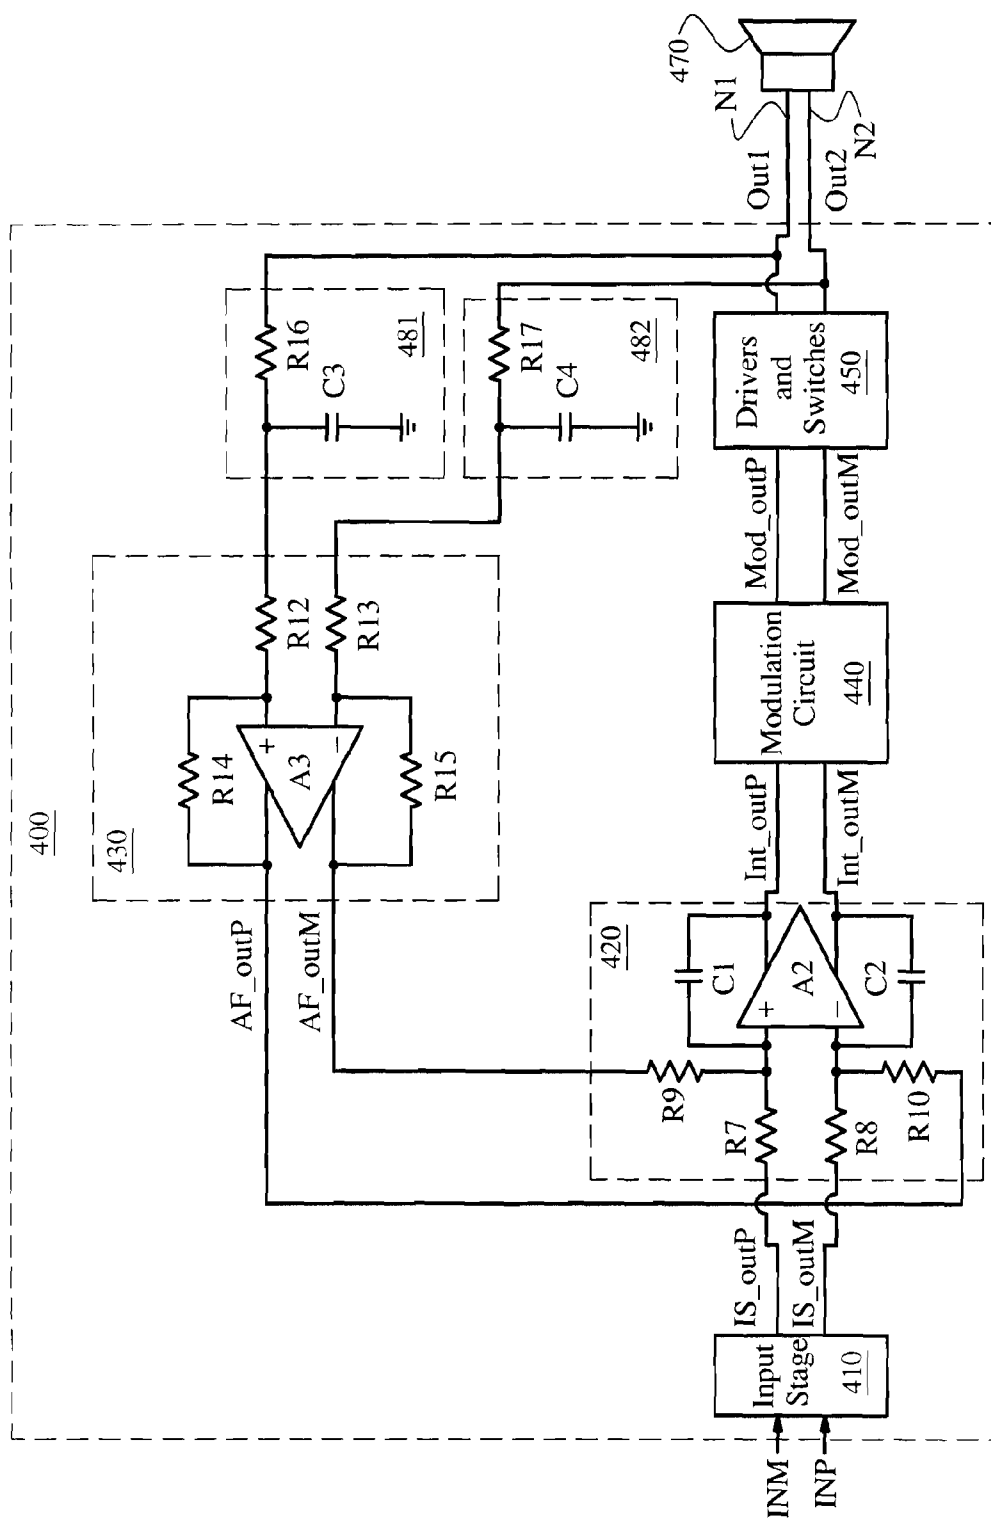 400
430
R14
A3
+
−
R15
R12
R13
AF_outP
AF_outM
R16
C3
481
R17
C4
482
470
N1
Out1
Out2
N2
INM
INP
Input
Stage
410
IS_outP
IS_outM
420
R7
R8
R9
R10
C1
+
A2
−
C2
Int_outP
Int_outM
Modulation
Circuit
440
Mod_outP
Mod_outM
Drivers
and
Switches
450